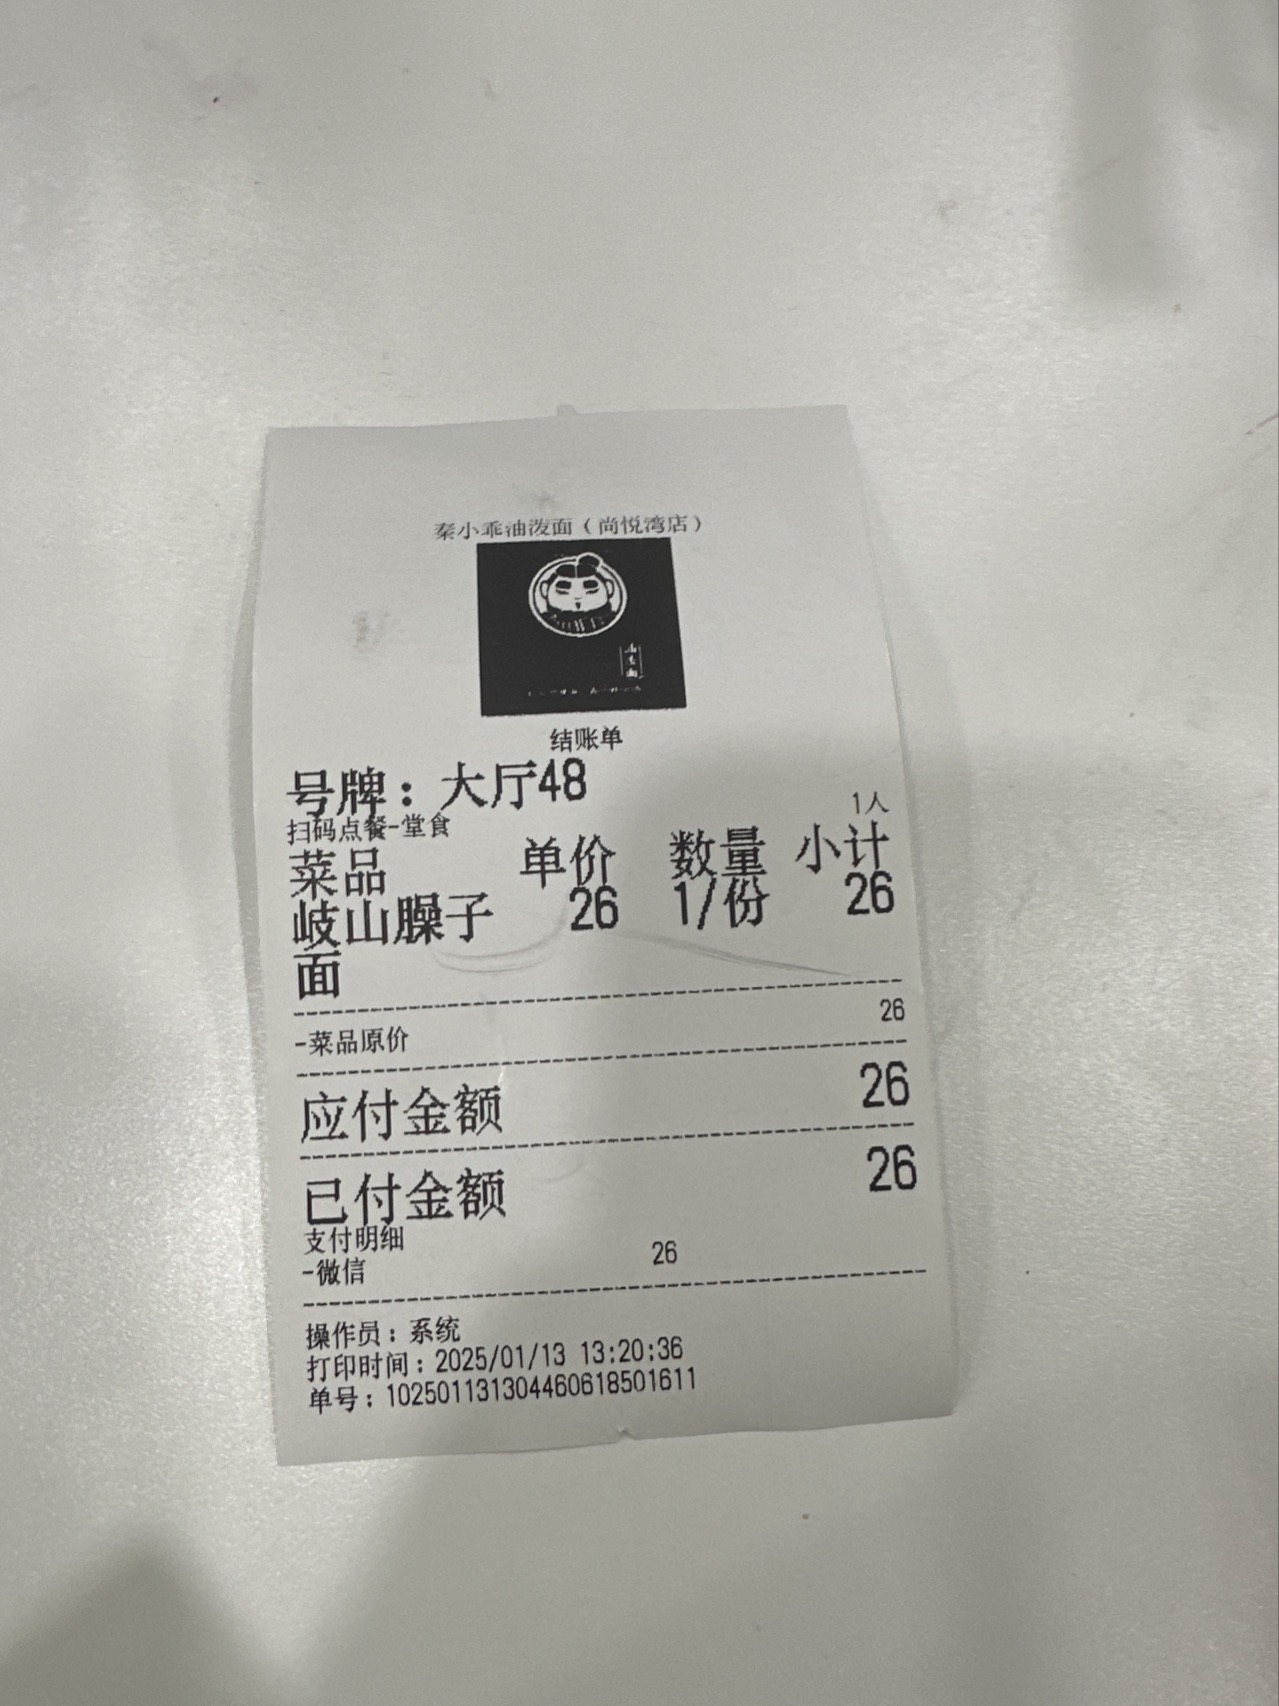 秦小乖油泼面（尚悦湾店）
结账单
号牌：大厅48
1人
扫码点餐-堂食
菜品 单价 数量 小计
岐山臊子面 26 1/份 26
-菜品原价 26
应付金额 26
已付金额 26
支付明细
-微信 26
操作员：系统
打印时间：2025/01/13 13:20:36
单号：102501131304460618501611